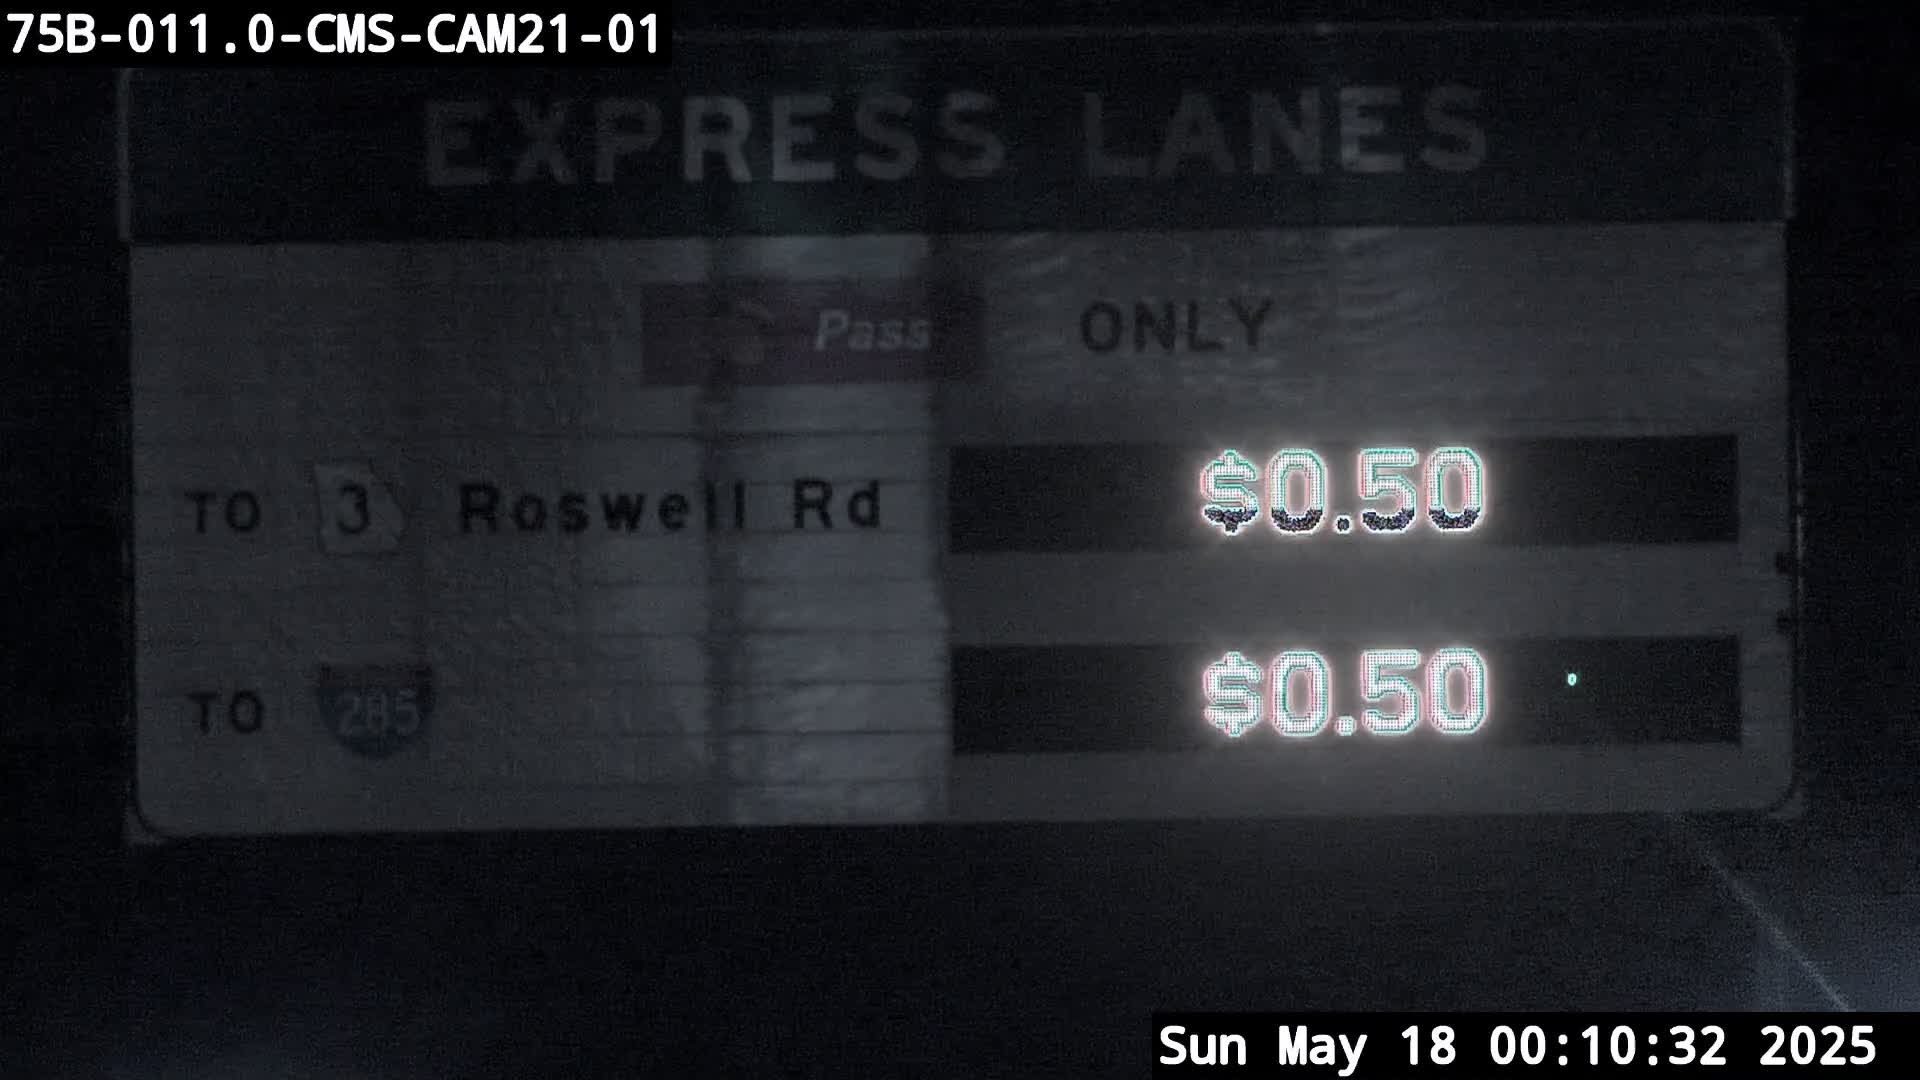 75B-011.0-CMS-CAM21-01
EXPRESS LANES
Pass ONLY
TO 3 Roswell Rd $0.50
TO 285 $0.50
Sun May 18 00:10:32 2025